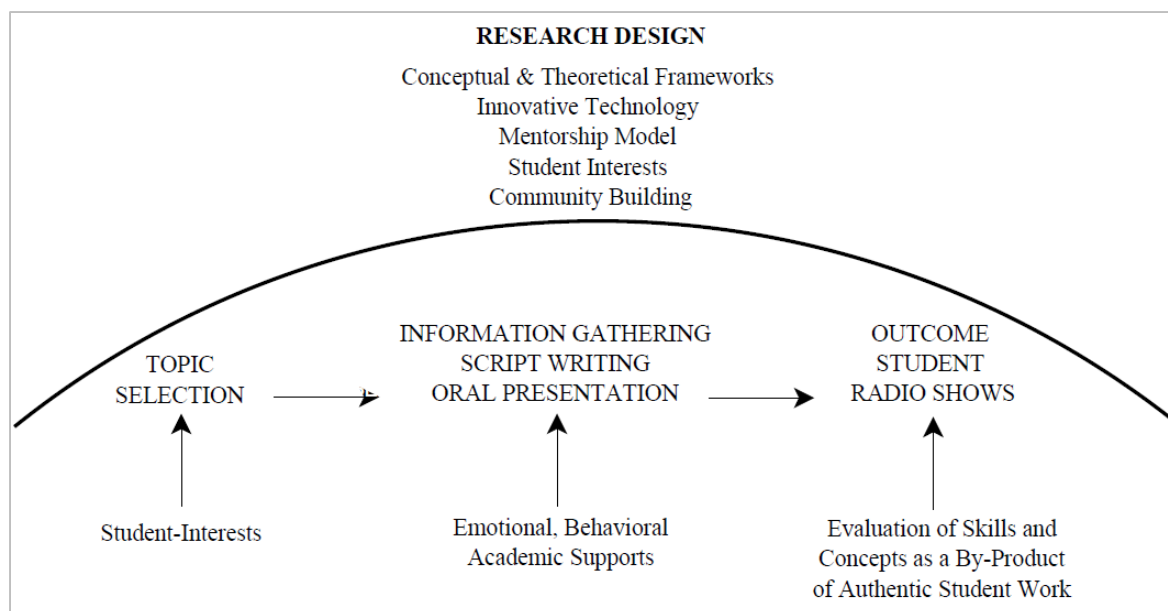 RESEARCH DESIGN
Conceptual & Theoretical Frameworks
Innovative Technology
Mentorship Model
Student Interests
Community Building
TOPIC
SELECTION
INFORMATION GATHERING
SCRIPT WRITING
ORAL PRESENTATION
OUTCOME
STUDENT
RADIO SHOWS
Student-Interests
Emotional, Behavioral
Academic Supports
Evaluation of Skills and
Concepts as a By-Product
of Authentic Student Work